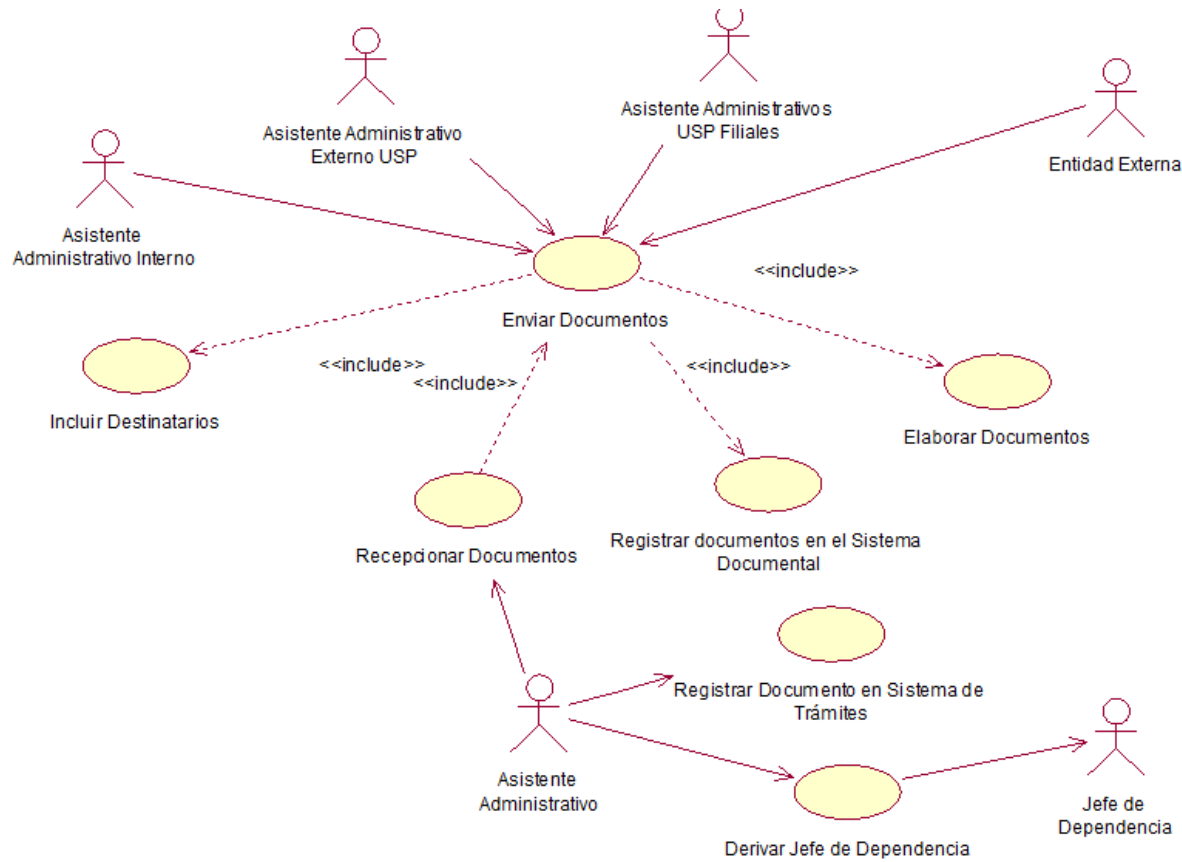 Asistente Administrativo
Externo USP
Asistente Administrativos
USP Filiales
Entidad Externa
Asistente
Administrativo Interno
<<include>>
Enviar Documentos
<<include>>
<<include>>
<<include>>
Incluir Destinatarios
Elaborar Documentos
Recepcionar Documentos
Registrar documentos en el Sistema
Documental
Registrar Documento en Sistema de
Trámites
Asistente
Administrativo
Jefe de
Dependencia
Derivar Jefe de Dependencia